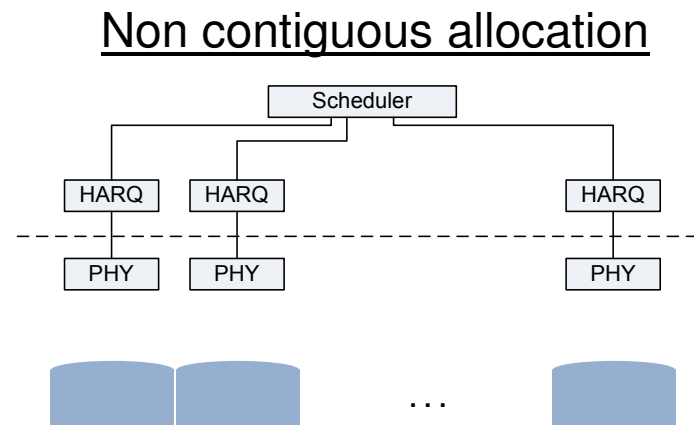 Non contiguous allocation
Scheduler
HARQ HARQ HARQ
PHY PHY PHY
...